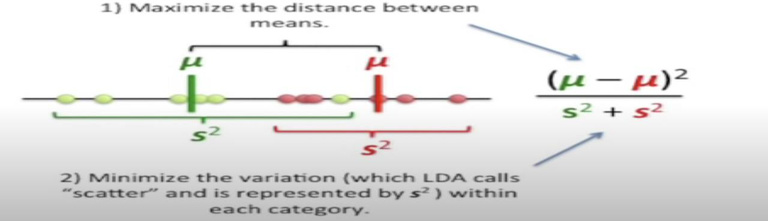 1) Maximize the distance between
means.
μ μ
(μ – μ)²
s² + s²
s²
s²
2) Minimize the variation (which LDA calls
“scatter” and is represented by s² ) within
each category.